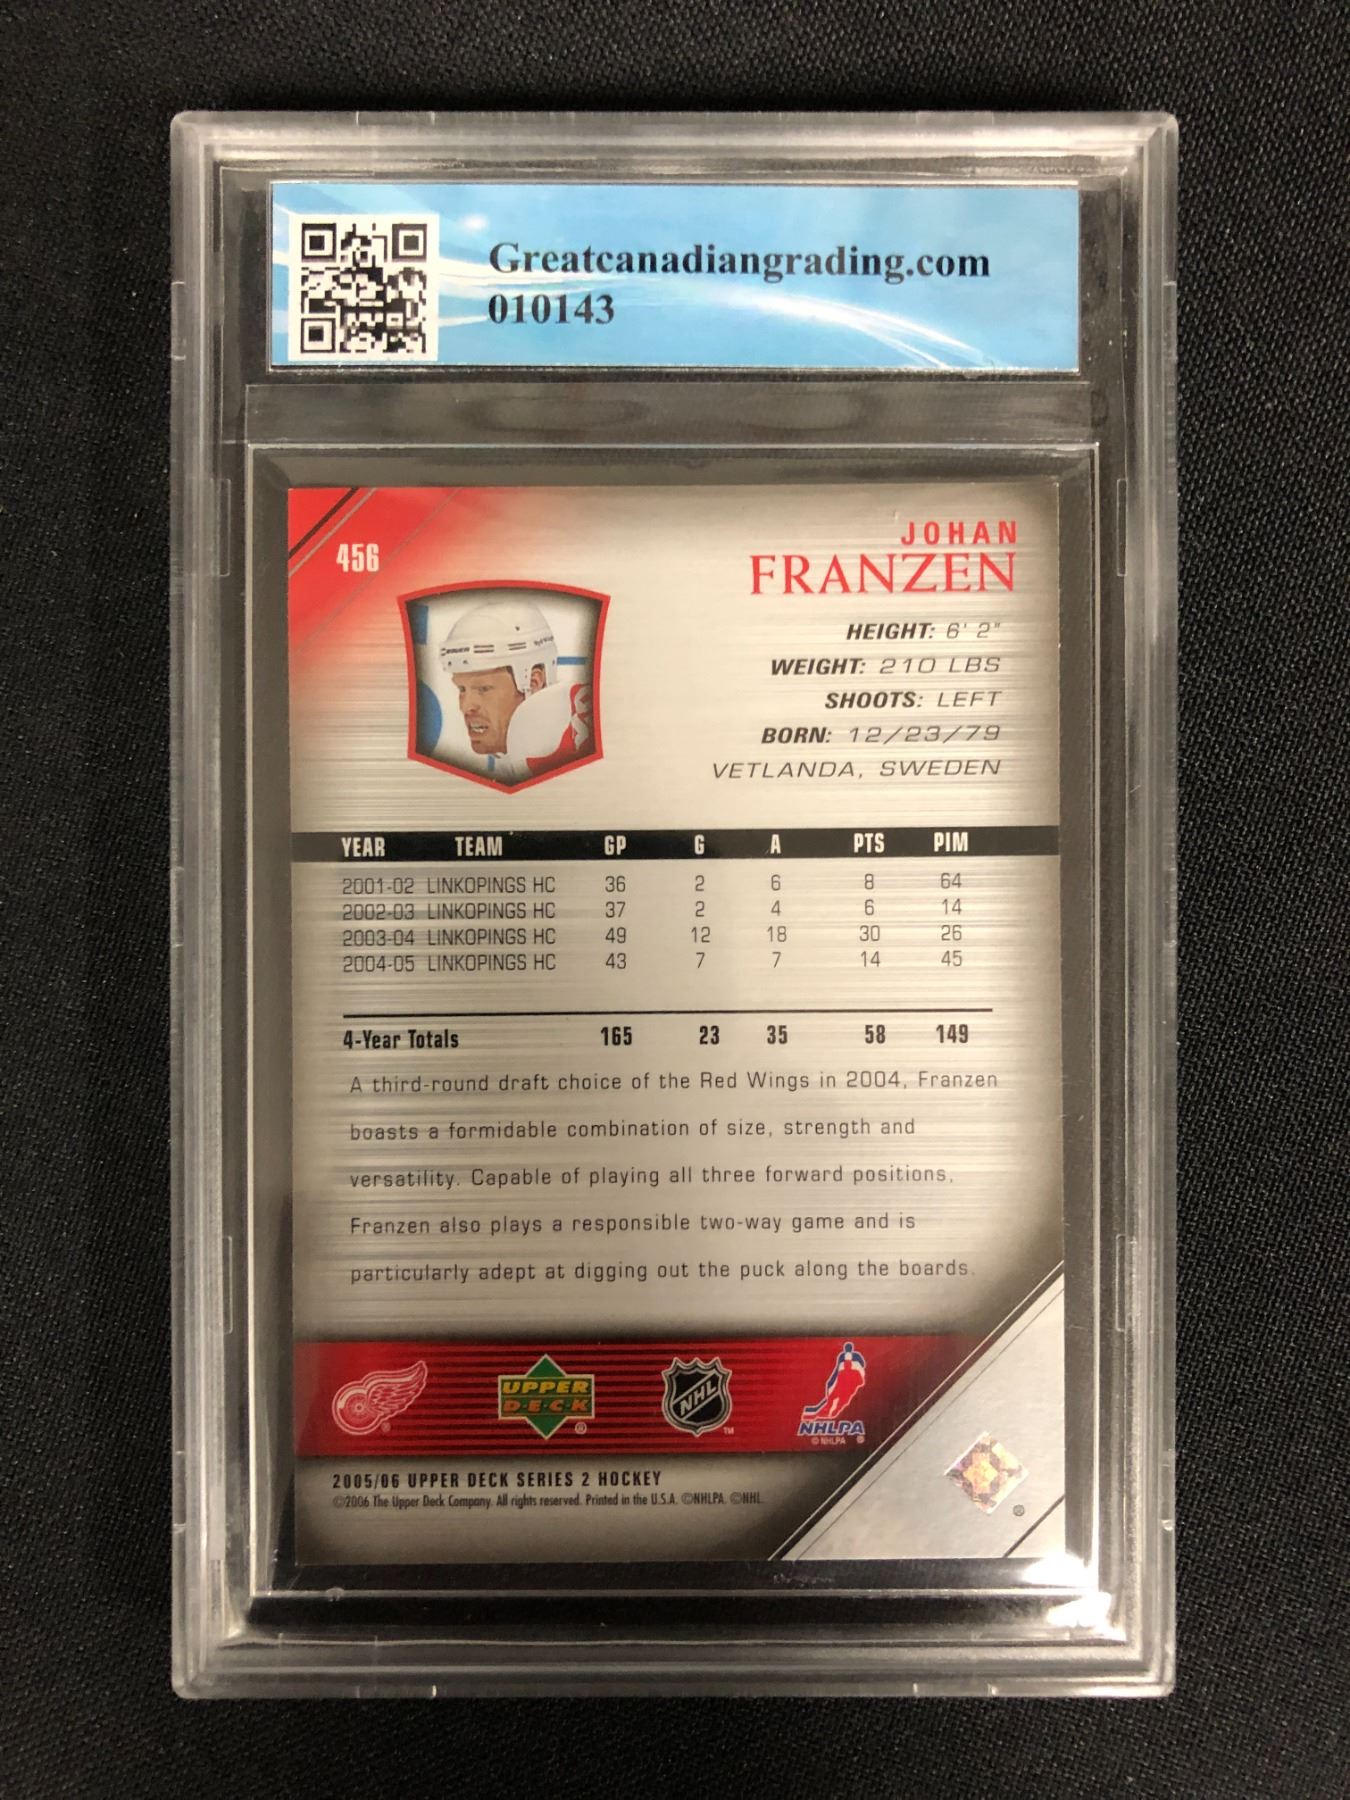 Greatcanadiangrading.com
010143
456
JOHAN
FRANZEN
HEIGHT: 6' 2"
WEIGHT: 210 LBS
SHOOTS: LEFT
BORN: 12/23/79
VETLANDA, SWEDEN
YEAR TEAM GP G A PTS PIM
2001-02 LINKOPINGS HC 36 2 6 8 64
2002-03 LINKOPINGS HC 37 2 4 6 14
2003-04 LINKOPINGS HC 49 12 18 30 26
2004-05 LINKOPINGS HC 43 7 7 14 45
4-Year Totals 165 23 35 58 149
A third-round draft choice of the Red Wings in 2004, Franzen
boasts a formidable combination of size, strength and
versatility. Capable of playing all three forward positions,
Franzen also plays a responsible two-way game and is
particularly adept at digging out the puck along the boards.
UPPER
D·E·C·K
®
NHL
TM
NHLPA
© NHLPA ®
2005/06 UPPER DECK SERIES 2 HOCKEY
©2006 The Upper Deck Company. All rights reserved. Printed in the U.S.A. ©NHLPA. ©NHL.
®